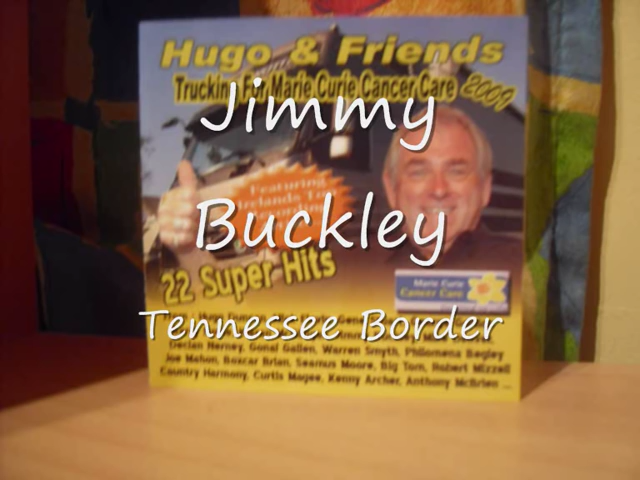 Hugo & Friends
Trucking For Marie Curie Cancer Care 2009
Jimmy
Featuring
Irelands Top
Buckley
22 Super Hits
Marie Curie
Cancer Care
Tennessee Border
Declan Nerney, Gonal Gallen, Warren Smyth, Philomena Begley
Joe Mahon, Boxcar Brian, Seamus Moore, Big Tom, Robert Mizzell
Country Harmony, Curtis Magee, Kenny Archer, Anthony McBrien ...